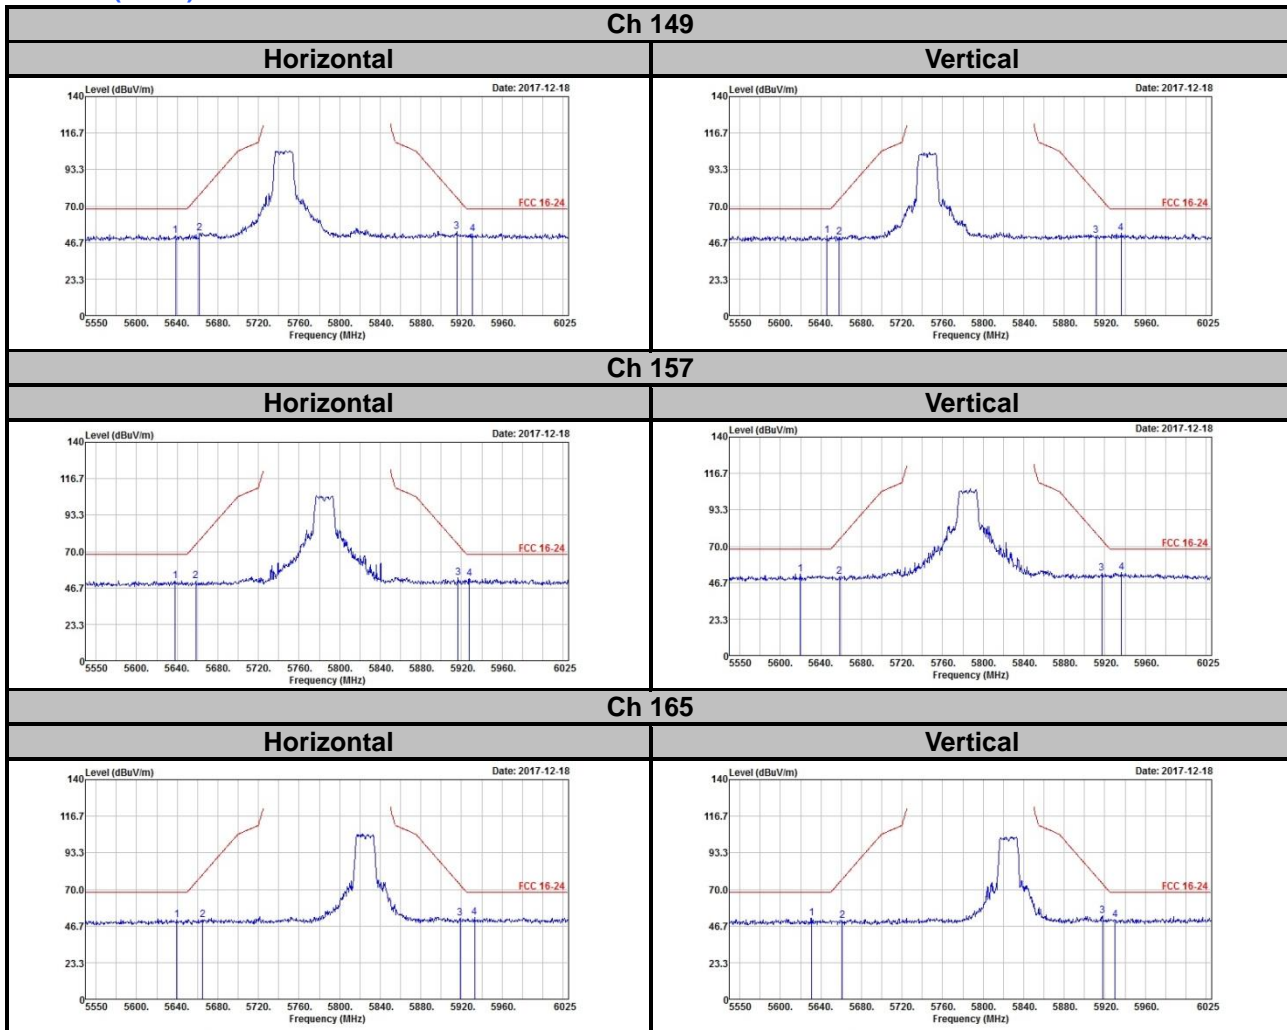 Ch 149
Horizontal Vertical
Level (dBuV/m) Date: 2017-12-18
140
116.7
93.3
70.0
46.7
23.3
0
FCC 16-24
1 2 3 4
5550 5600. 5640. 5680. 5720. 5760. 5800. 5840. 5880. 5920. 5960. 6025
Frequency (MHz)
Level (dBuV/m) Date: 2017-12-18
140
116.7
93.3
70.0
46.7
23.3
0
FCC 16-24
1 2 3 4
5550 5600. 5640. 5680. 5720. 5760. 5800. 5840. 5880. 5920. 5960. 6025
Frequency (MHz)
Ch 157
Horizontal Vertical
Level (dBuV/m) Date: 2017-12-18
140
116.7
93.3
70.0
46.7
23.3
0
FCC 16-24
1 2 3 4
5550 5600. 5640. 5680. 5720. 5760. 5800. 5840. 5880. 5920. 5960. 6025
Frequency (MHz)
Level (dBuV/m) Date: 2017-12-18
140
116.7
93.3
70.0
46.7
23.3
0
FCC 16-24
1 2 3 4
5550 5600. 5640. 5680. 5720. 5760. 5800. 5840. 5880. 5920. 5960. 6025
Frequency (MHz)
Ch 165
Horizontal Vertical
Level (dBuV/m) Date: 2017-12-18
140
116.7
93.3
70.0
46.7
23.3
0
FCC 16-24
1 2 3 4
5550 5600. 5640. 5680. 5720. 5760. 5800. 5840. 5880. 5920. 5960. 6025
Frequency (MHz)
Level (dBuV/m) Date: 2017-12-18
140
116.7
93.3
70.0
46.7
23.3
0
FCC 16-24
1 2 3 4
5550 5600. 5640. 5680. 5720. 5760. 5800. 5840. 5880. 5920. 5960. 6025
Frequency (MHz)